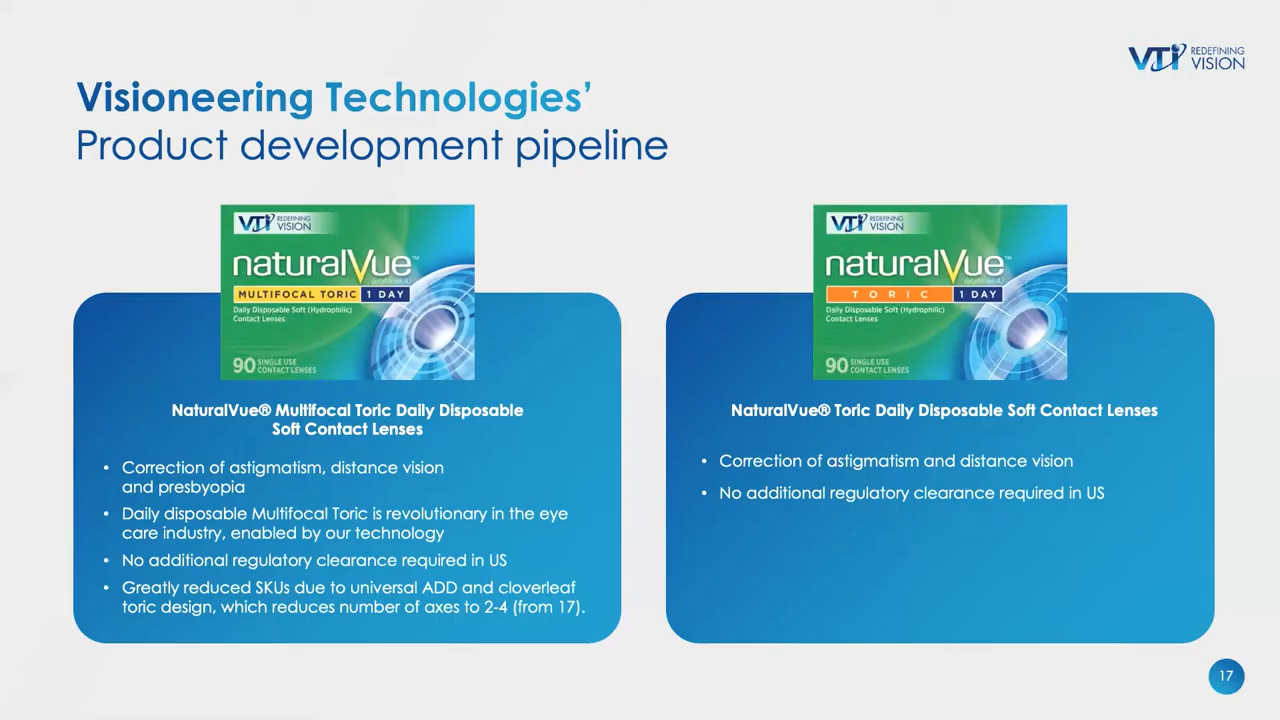 VTI REDEFINING
VISION
Visioneering Technologies’
Product development pipeline
VTI REDEFINING
VISION
naturalVue™
MULTIFOCAL TORIC 1 DAY
Daily Disposable Soft (Hydrophilic)
Contact Lenses
90 SINGLE USE
CONTACT LENSES
NaturalVue® Multifocal Toric Daily Disposable
Soft Contact Lenses
• Correction of astigmatism, distance vision
and presbyopia
• Daily disposable Multifocal Toric is revolutionary in the eye
care industry, enabled by our technology
• No additional regulatory clearance required in US
• Greatly reduced SKUs due to universal ADD and cloverleaf
toric design, which reduces number of axes to 2-4 (from 17).
VTI REDEFINING
VISION
naturalVue™
TORIC 1 DAY
Daily Disposable Soft (Hydrophilic)
Contact Lenses
90 SINGLE USE
CONTACT LENSES
NaturalVue® Toric Daily Disposable Soft Contact Lenses
• Correction of astigmatism and distance vision
• No additional regulatory clearance required in US
17